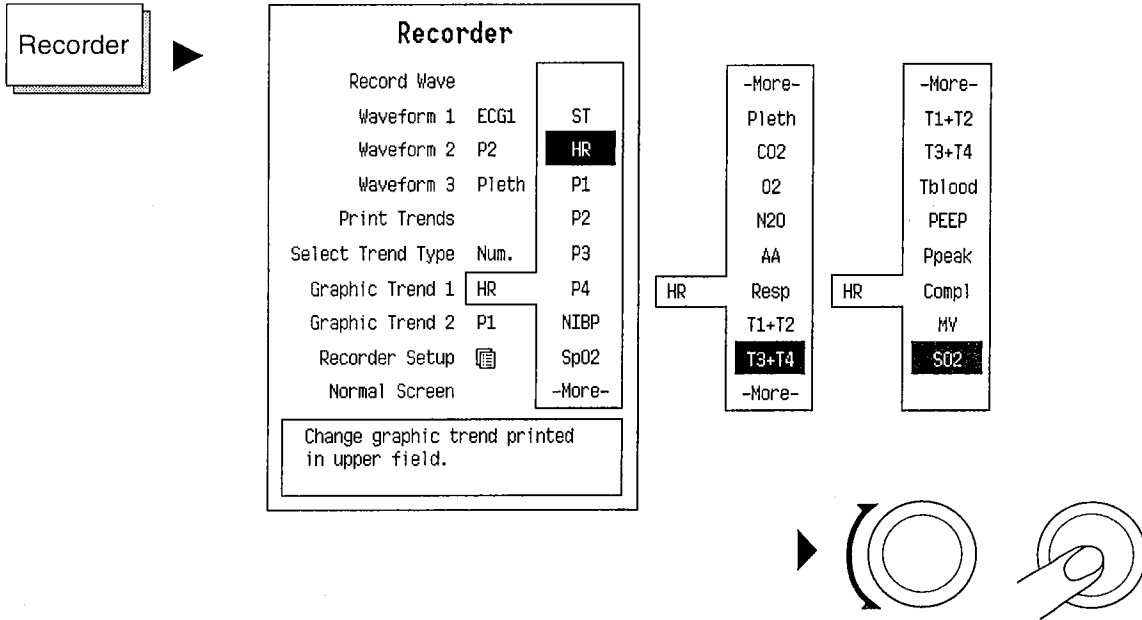 Recorder
Recorder
Record Wave
Waveform 1 ECG1
Waveform 2 P2
Waveform 3 Pleth
Print Trends
Select Trend Type Num.
Graphic Trend 1 HR
Graphic Trend 2 P1
Recorder Setup
Normal Screen
ST
HR
P1
P2
P3
P4
NIBP
SpO2
-More-
Change graphic trend printed
in upper field.
HR
-More-
Pleth
CO2
O2
N2O
AA
Resp
T1+T2
T3+T4
-More-
HR
-More-
T1+T2
T3+T4
Tblood
PEEP
Ppeak
Compl
MV
SO2